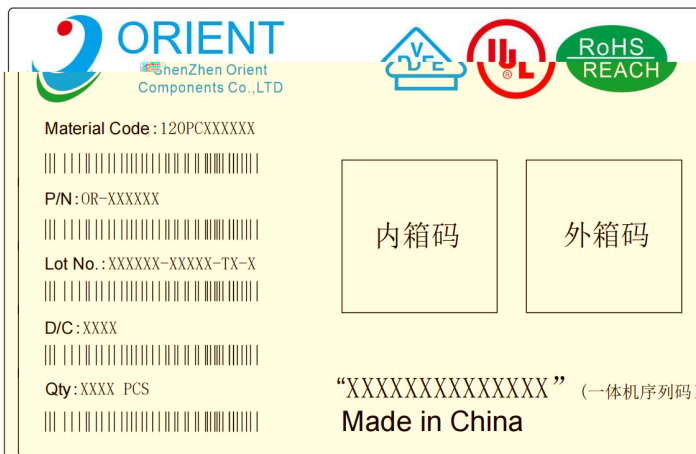 ORIENT
ShenZhen Orient
Components Co.,LTD
VDE
UL
®
RoHS
REACH
Material Code:120PCXXXXXX
P/N:OR-XXXXXX
Lot No.:XXXXXX-XXXXX-TX-X
D/C:XXXX
Qty:XXXX PCS
内箱码
外箱码
“XXXXXXXXXXXXXX” (一体机序列码)
Made in China